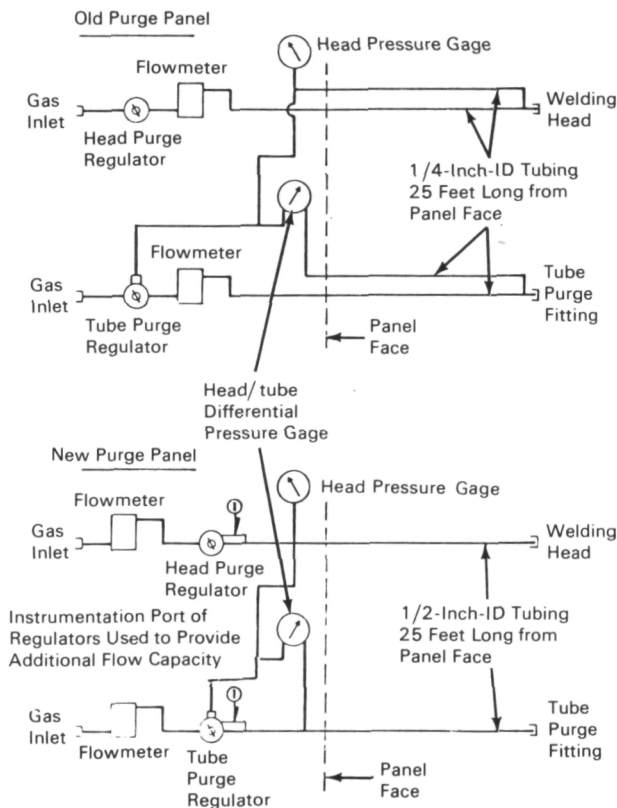 Old Purge Panel
Head Pressure Gage
Flowmeter
Gas
Inlet
Head Purge
Regulator
Welding
Head
1/4-Inch-ID Tubing
25 Feet Long from
Panel Face
Flowmeter
Gas
Inlet
Tube Purge
Regulator
Tube
Purge
Fitting
Panel
Face
Head/tube
Differential
Pressure Gage
New Purge Panel
Head Pressure Gage
Flowmeter
Gas
Inlet
Head Purge
Regulator
Welding
Head
Instrumentation Port of
Regulators Used to Provide
Additional Flow Capacity
1/2-Inch-ID Tubing
25 Feet Long from
Panel Face
Gas
Inlet
Flowmeter
Tube
Purge
Regulator
Tube
Purge
Fitting
Panel
Face